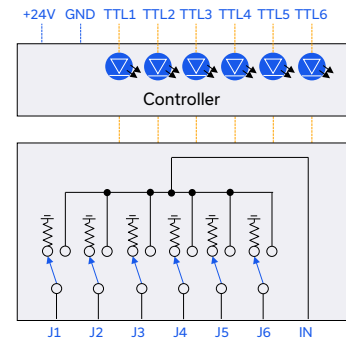 +24V GND TTL1 TTL2 TTL3 TTL4 TTL5 TTL6
Controller
J1 J2 J3 J4 J5 J6 IN